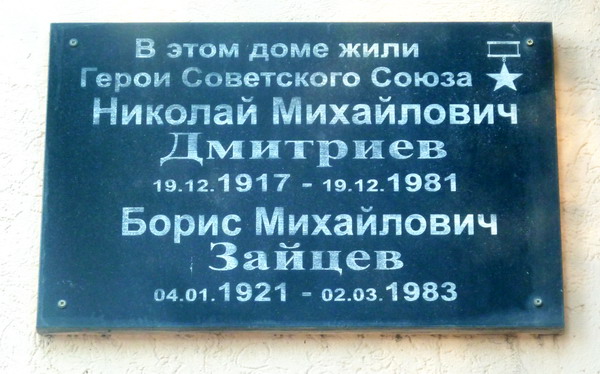 В этом доме жили
Герои Советского Союза
Николай Михайлович
Дмитриев
19.12.1917 - 19.12.1981
Борис Михайлович
Зайцев
04.01.1921 - 02.03.1983